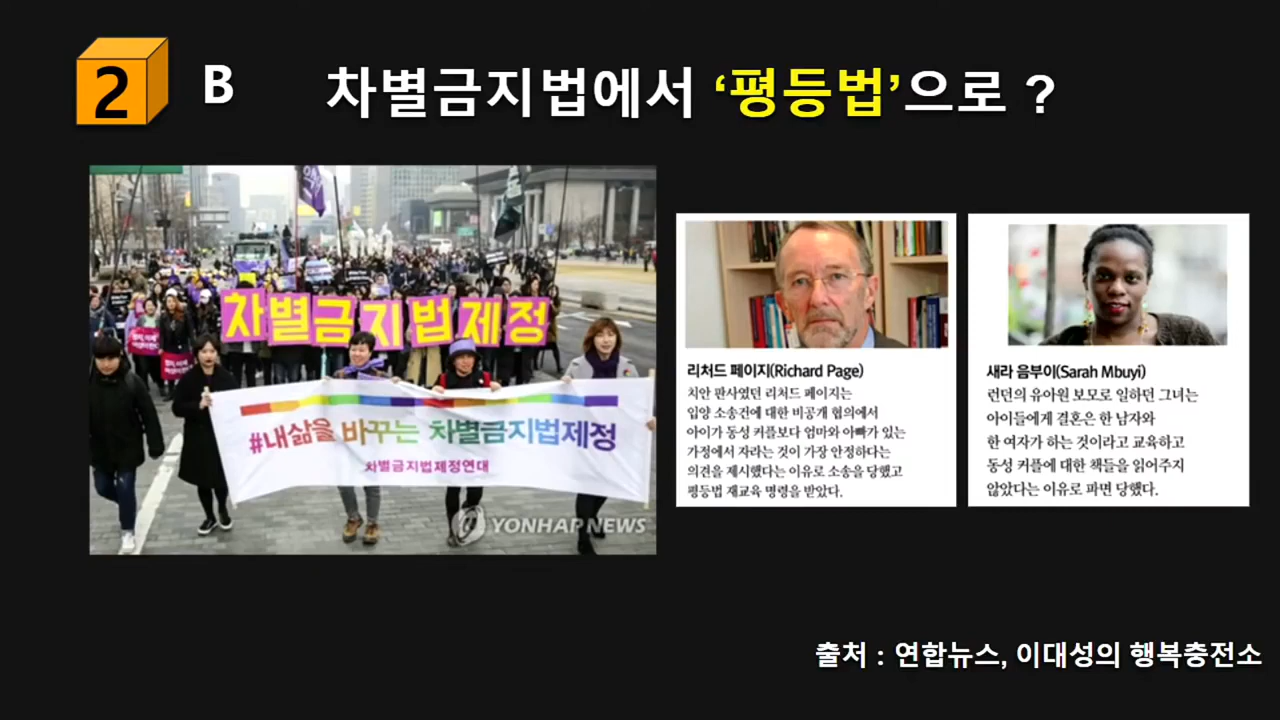 2
B
차별금지법에서 ‘평등법’으로 ?
차별금지법제정
#내삶을 바꾸는 차별금지법제정
차별금지법제정연대
YONHAP NEWS
리처드 페이지(Richard Page)
치안 판사였던 리처드 페이지는
입양 소송건에 대한 비공개 협의에서
아이가 동성 커플보다 엄마와 아빠가 있는
가정에서 자라는 것이 가장 안정하다는
의견을 제시했다는 이유로 소송을 당했고
평등법 재교육 명령을 받았다.
새라 음부이(Sarah Mbuyi)
런던의 유아원 보모로 일하던 그녀는
아이들에게 결혼은 한 남자와
한 여자가 하는 것이라고 교육하고
동성 커플에 대한 책들을 읽어주지
않았다는 이유로 파면 당했다.
출처 : 연합뉴스, 이대성의 행복충전소